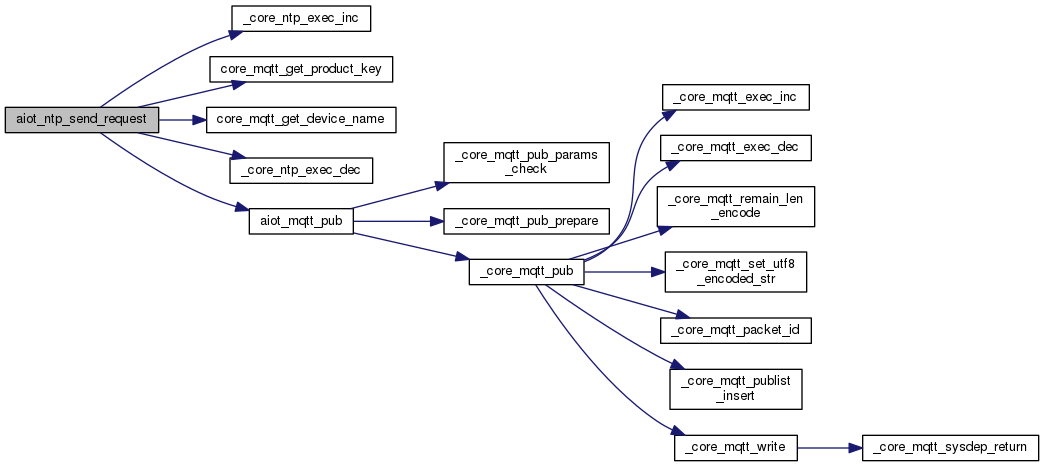 _core_ntp_exec_inc
core_mqtt_get_product_key
aiot_ntp_send_request
core_mqtt_get_device_name
_core_ntp_exec_dec
aiot_mqtt_pub
_core_mqtt_pub_params
_check
_core_mqtt_pub_prepare
_core_mqtt_pub
_core_mqtt_exec_inc
_core_mqtt_exec_dec
_core_mqtt_remain_len
_encode
_core_mqtt_set_utf8
_encoded_str
_core_mqtt_packet_id
_core_mqtt_publist
_insert
_core_mqtt_write
_core_mqtt_sysdep_return